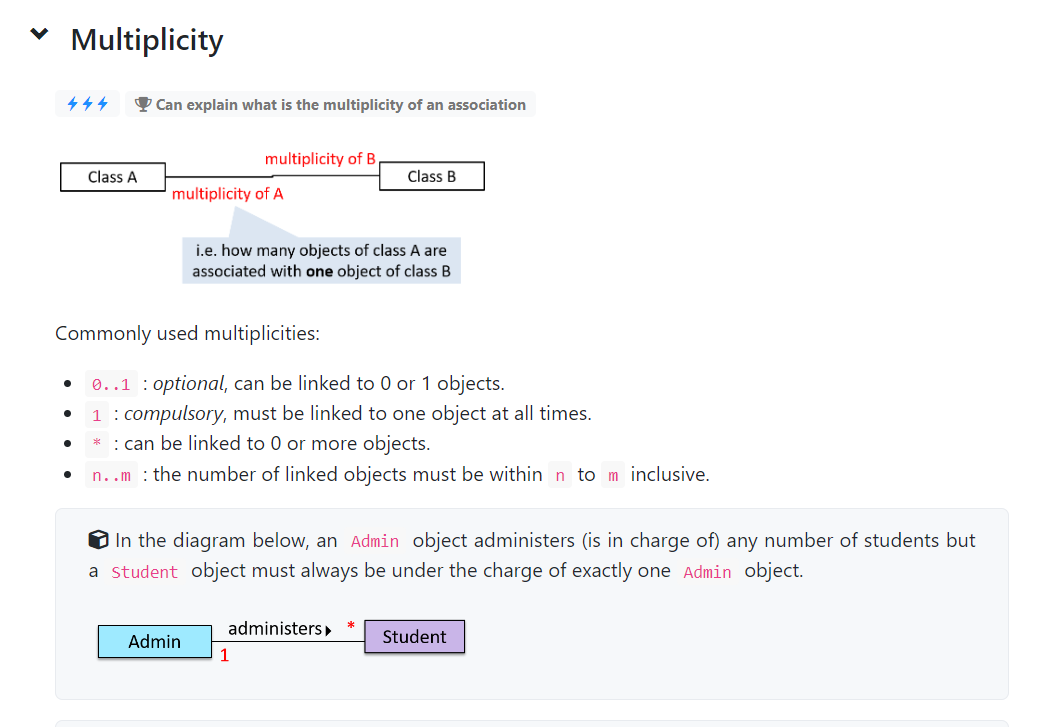 Multiplicity
Can explain what is the multiplicity of an association
multiplicity of B
Class A
Class B
multiplicity of A
i.e. how many objects of class A are
associated with one object of class B
Commonly used multiplicities:
0..1 : optional, can be linked to 0 or 1 objects.
1 : compulsory, must be linked to one object at all times.
* : can be linked to 0 or more objects.
n..m : the number of linked objects must be within n to m inclusive.
In the diagram below, an Admin object administers (is in charge of) any number of students but
a Student object must always be under the charge of exactly one Admin object.
administers *
Admin
Student
1